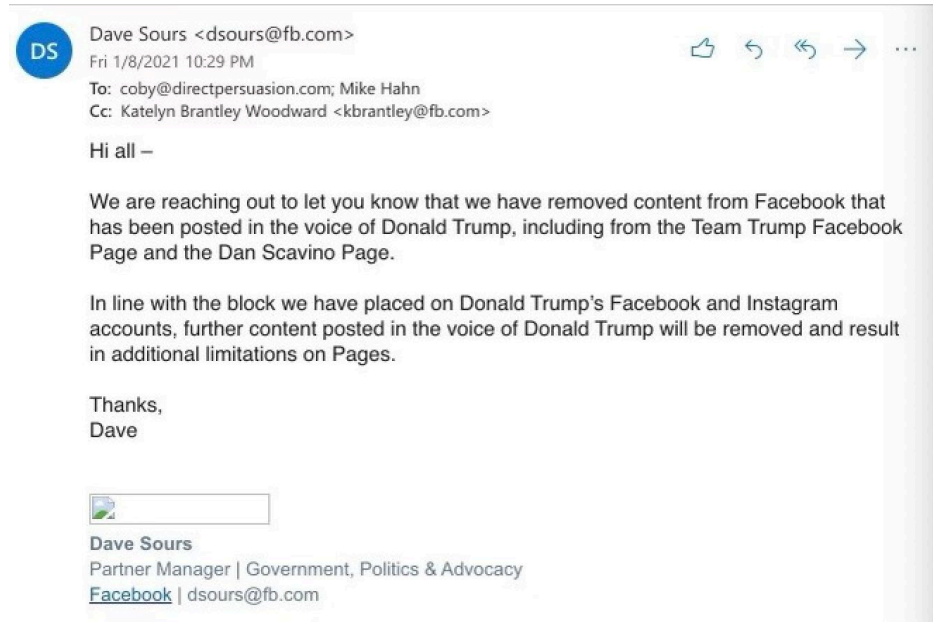 DS
Dave Sours <dsours@fb.com>
Fri 1/8/2021 10:29 PM
To: coby@directpersuasion.com; Mike Hahn
Cc: Katelyn Brantley Woodward <kbrantley@fb.com>
Hi all –
We are reaching out to let you know that we have removed content from Facebook that
has been posted in the voice of Donald Trump, including from the Team Trump Facebook
Page and the Dan Scavino Page.
In line with the block we have placed on Donald Trump's Facebook and Instagram
accounts, further content posted in the voice of Donald Trump will be removed and result
in additional limitations on Pages.
Thanks,
Dave
Dave Sours
Partner Manager | Government, Politics & Advocacy
Facebook | dsours@fb.com